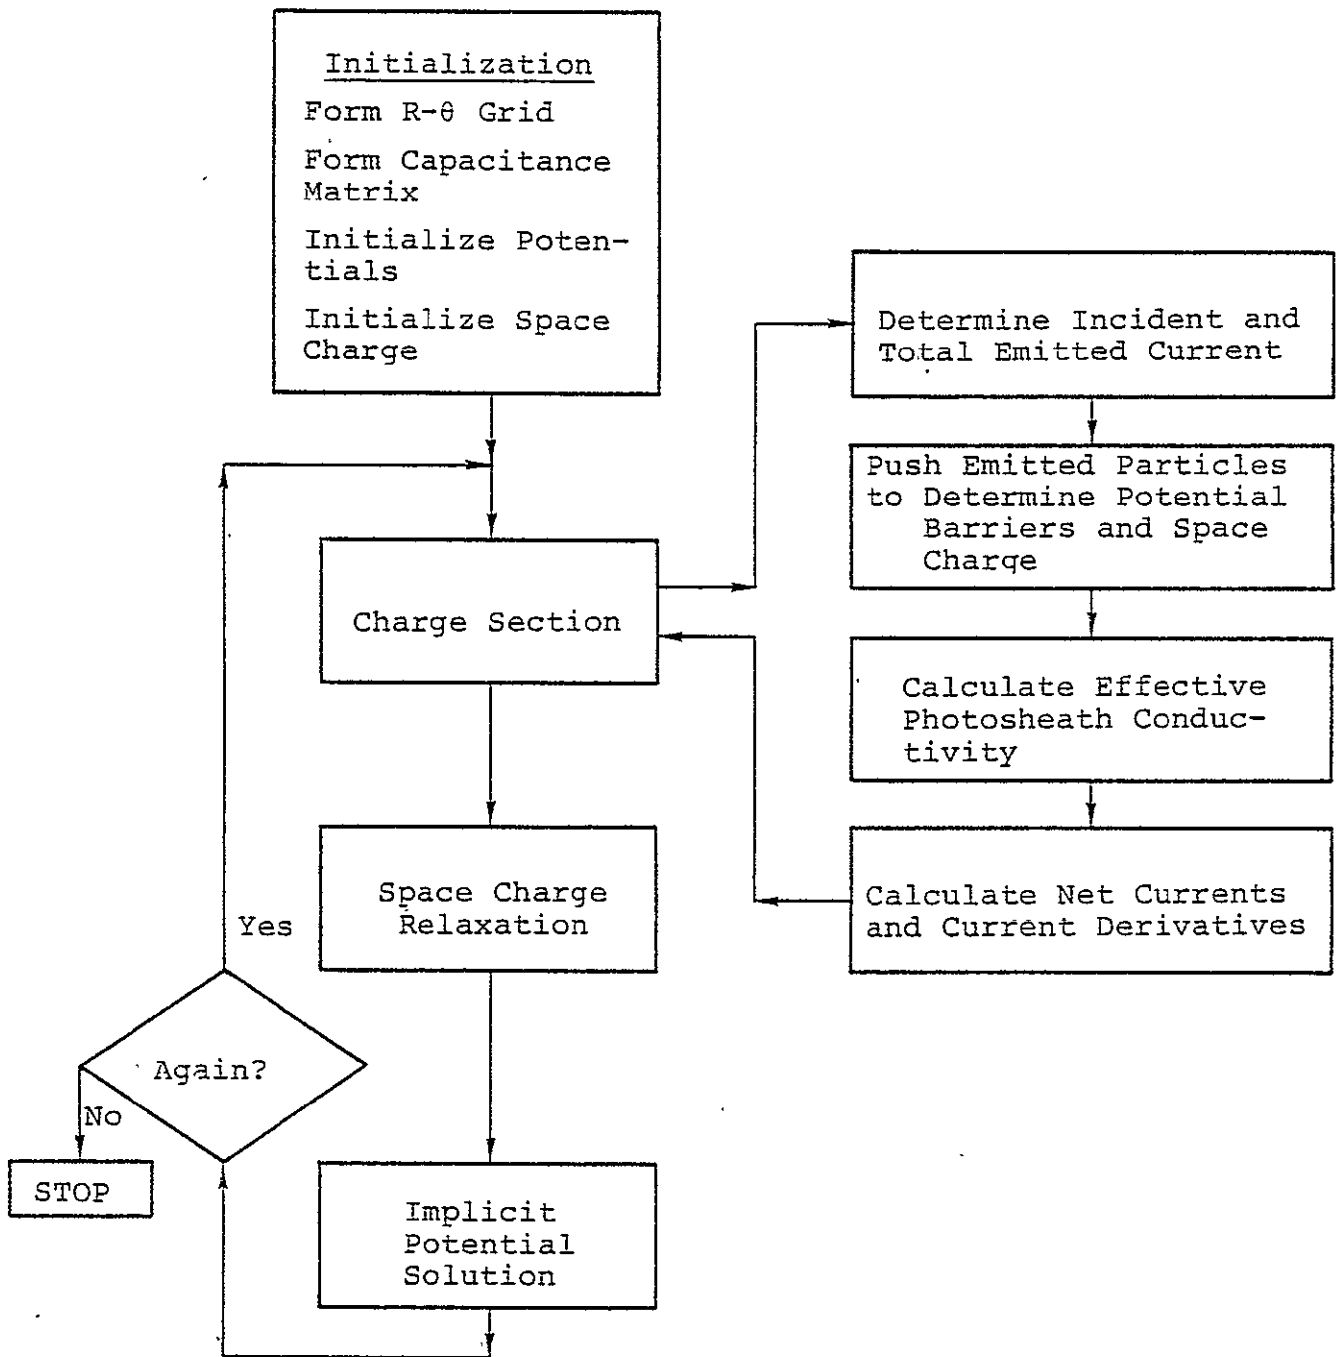 Initialization
Form R-θ Grid
Form Capacitance
Matrix
Initialize Poten-
tials
Initialize Space
Charge
Determine Incident and
Total Emitted Current
Push Emitted Particles
to Determine Potential
Barriers and Space
Charge
Charge Section
Calculate Effective
Photosheath Conduc-
tivity
Space Charge
Relaxation
Calculate Net Currents
and Current Derivatives
Yes
Again?
No
STOP
Implicit
Potential
Solution